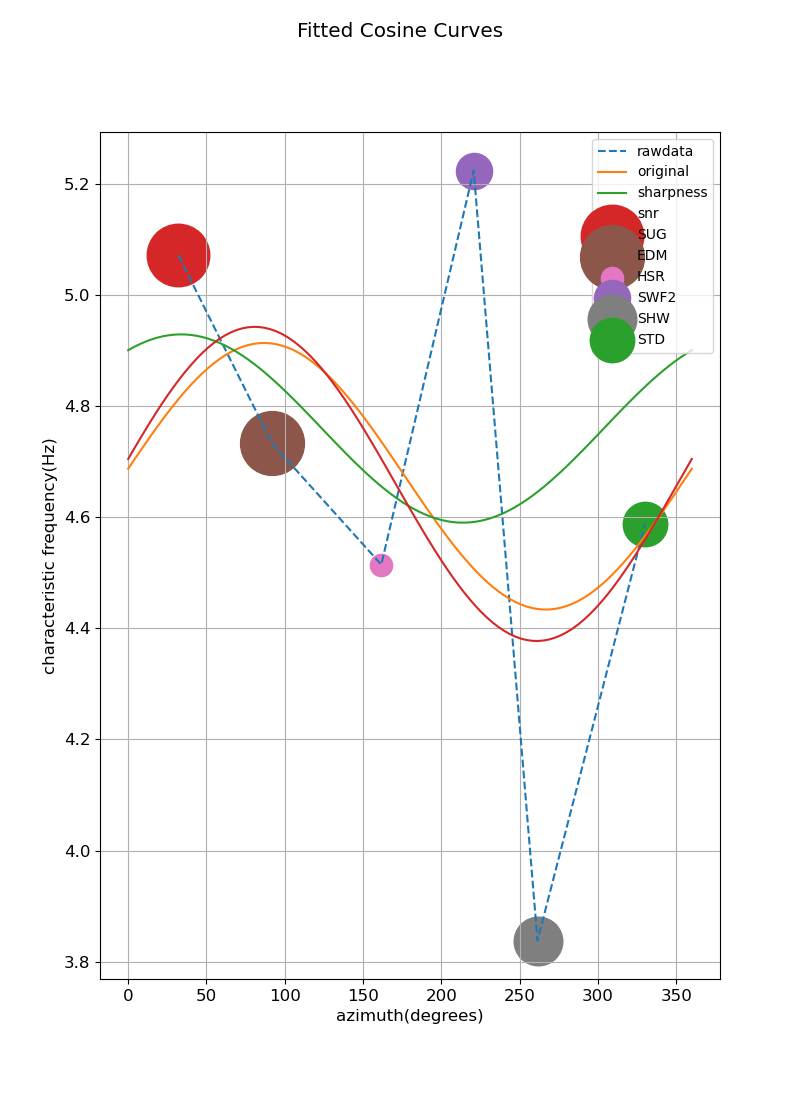 Fitted Cosine Curves
rawdata
original
sharpness
snr
SUG
EDM
HSR
SWF2
SHW
STD
characteristic frequency(Hz)
5.2
5.0
4.8
4.6
4.4
4.2
4.0
3.8
0 50 100 150 200 250 300 350
azimuth(degrees)